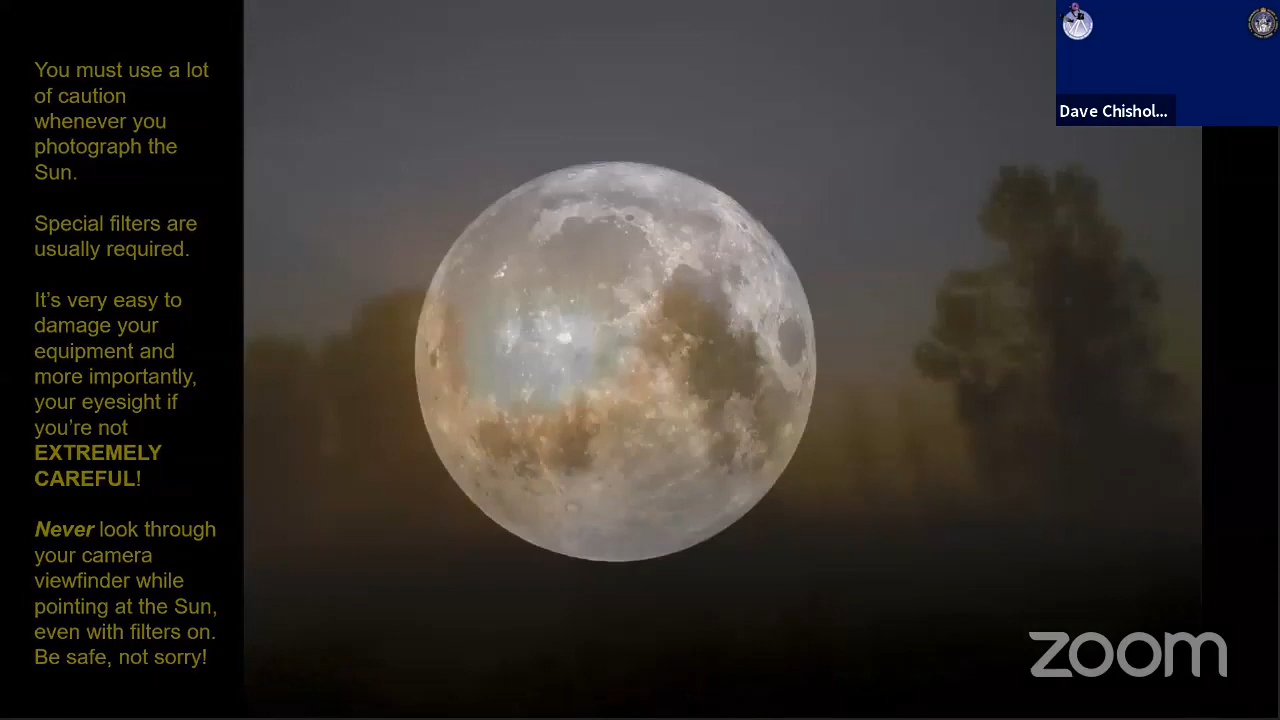 You must use a lot
of caution
whenever you
photograph the
Sun.
Special filters are
usually required.
It's very easy to
damage your
equipment and
more importantly,
your eyesight if
you're not
EXTREMELY
CAREFUL!
Never look through
your camera
viewfinder while
pointing at the Sun,
even with filters on.
Be safe, not sorry!
Dave Chishol...
zoom